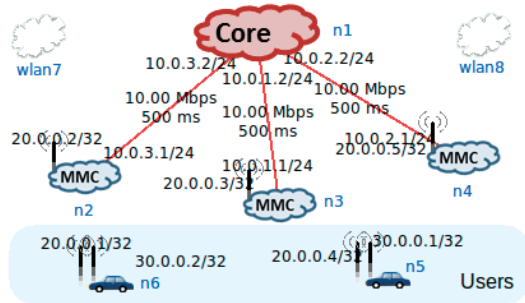 Core
n1
wlan7
wlan8
10.0.3.2/24
10.0.2.2/24
10.0.1.2/24
10.00 Mbps
500 ms
10.00 Mbps
500 ms
10.00 Mbps
500 ms
20.0.0.2/32
10.0.3.1/24
MMC
n2
10.0.1.1/24
20.0.0.3/32
MMC
n3
10.0.2.1/24
20.0.0.5/32
MMC
n4
20.0.0.1/32
30.0.0.2/32
n6
30.0.0.1/32
20.0.0.4/32
n5
Users